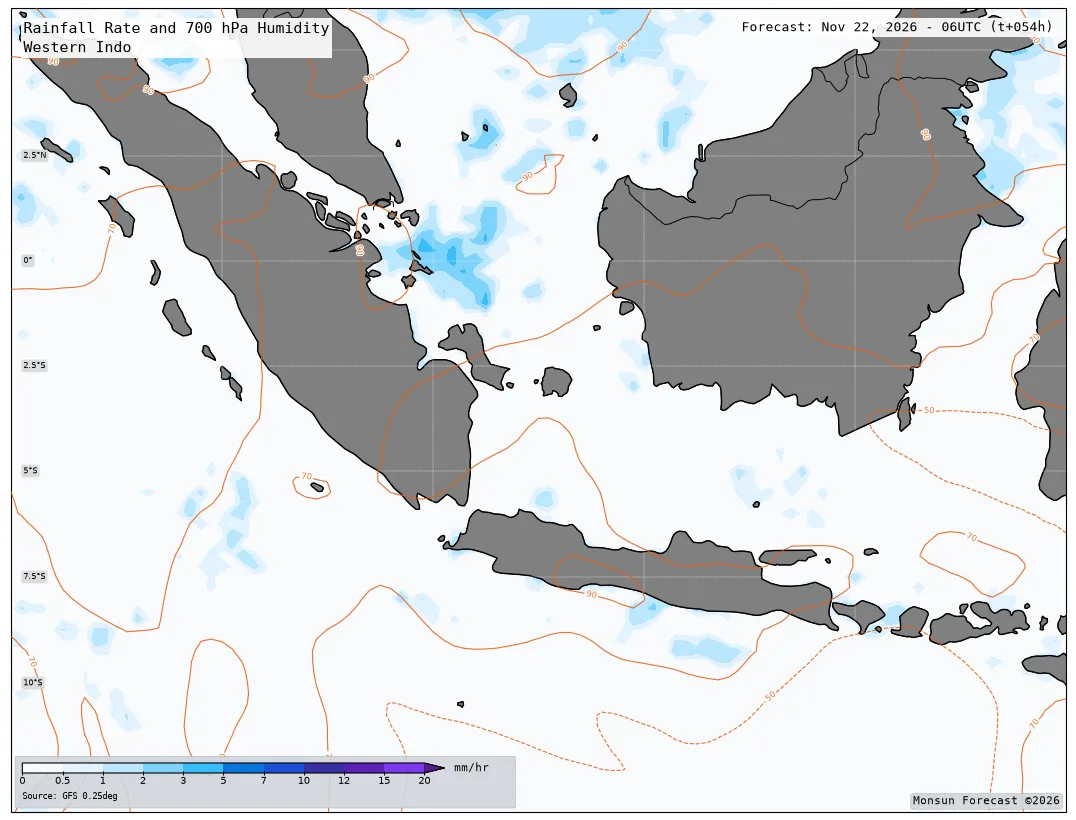 Rainfall Rate and 700 hPa Humidity
Western Indo
Forecast: Nov 22, 2026 - 06UTC (t+054h)
90
90
90
90
90
2.5°N
90
70
0°
2.5°S
70
50
5°S
70
70
7.5°S
90
10°S
70
50
70
0 0.5 1 2 3 5 7 10 12 15 20 mm/hr
Source: GFS 0.25deg
Monsun Forecast ©2026